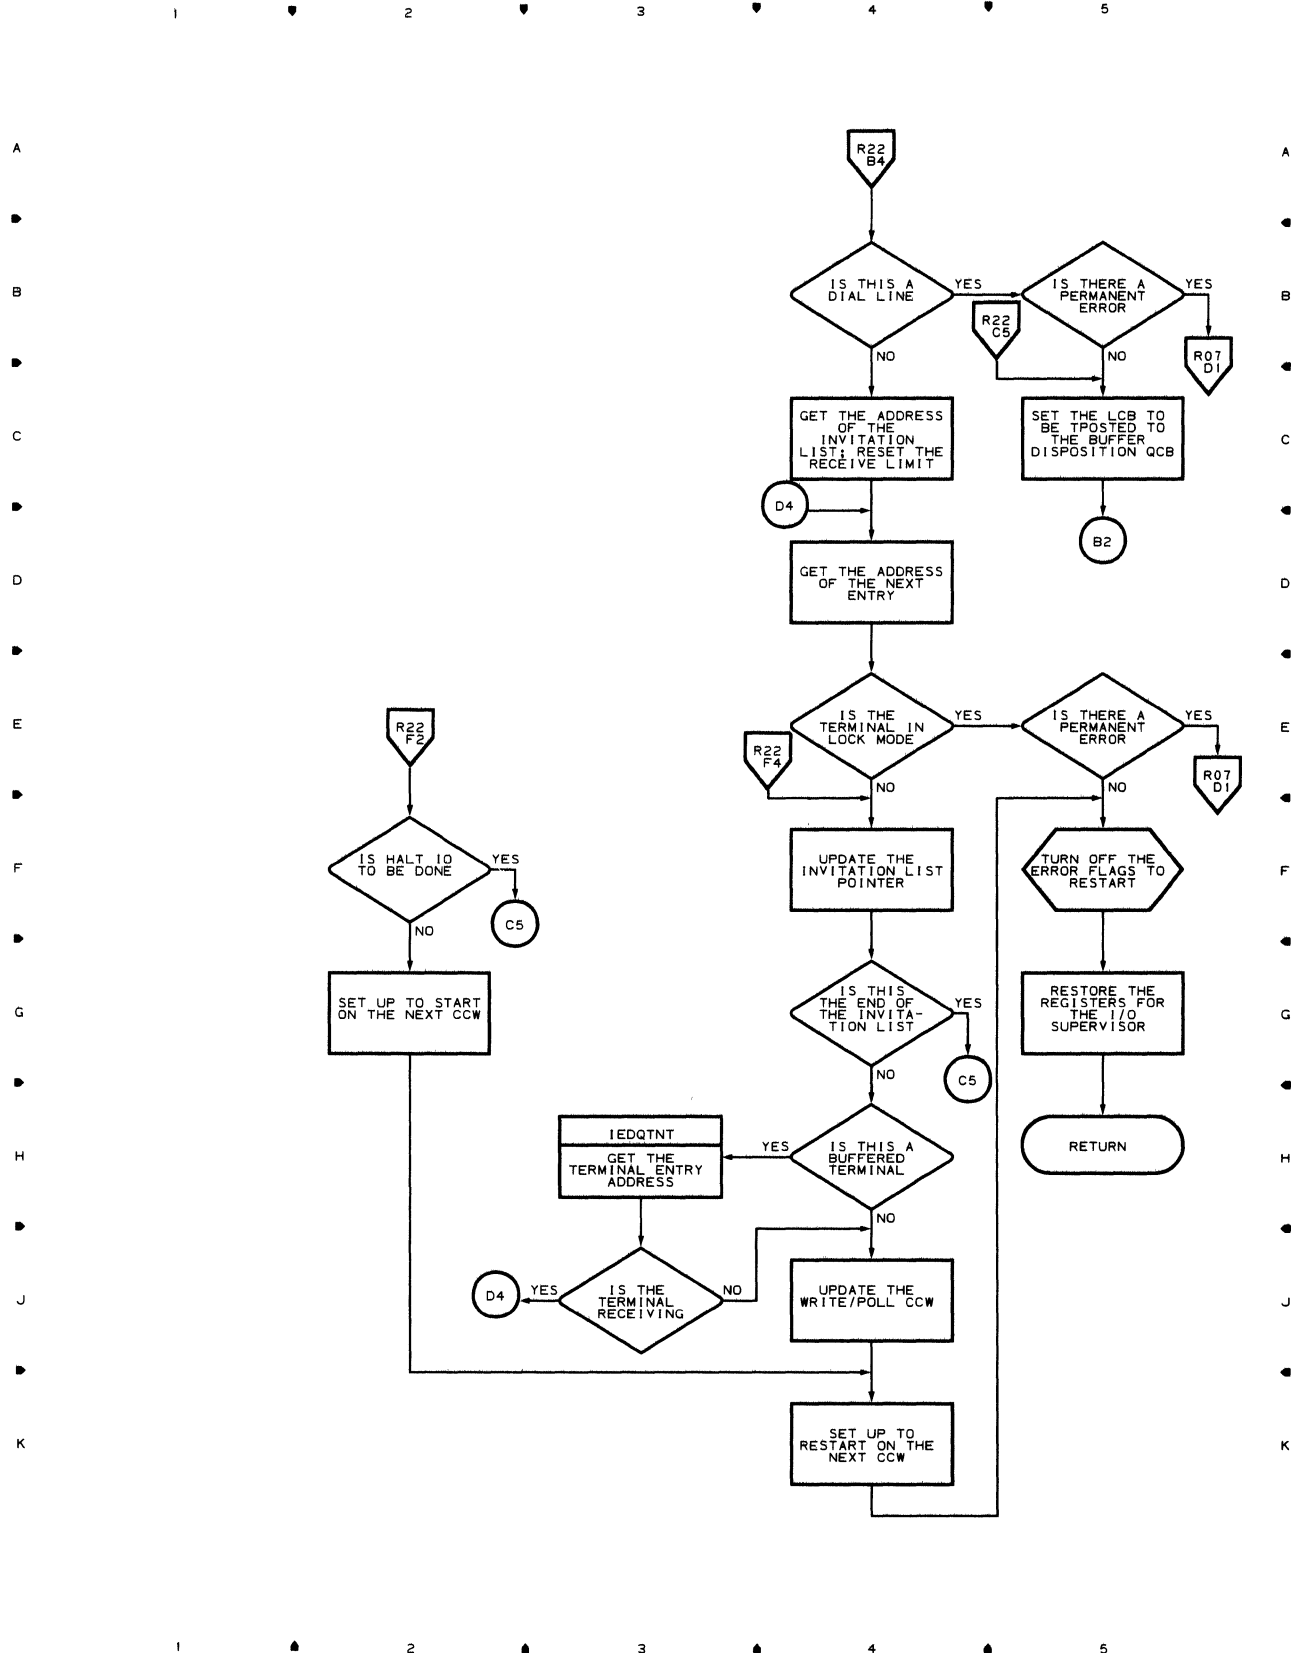 1 2 3 4 5
A A
R22
B4
B B
IS THIS A
DIAL LINE
YES
NO
IS THERE A
PERMANENT
ERROR
YES
NO
R22
C5
R07
D1
C C
GET THE ADDRESS
OF THE
INVITATION
LIST; RESET THE
RECEIVE LIMIT
SET THE LCB TO
BE TPOSTED TO
THE BUFFER
DISPOSITION QCB
D4
B2
D D
GET THE ADDRESS
OF THE NEXT
ENTRY
E E
R22
F2
IS THE
TERMINAL IN
LOCK MODE
YES
NO
IS THERE A
PERMANENT
ERROR
YES
NO
R22
F4
R07
D1
F F
IS HALT IO
TO BE DONE
YES
NO
C5
UPDATE THE
INVITATION LIST
POINTER
TURN OFF THE
ERROR FLAGS TO
RESTART
G G
SET UP TO START
ON THE NEXT CCW
IS THIS
THE END OF
THE INVITA-
TION LIST
YES
NO
C5
RESTORE THE
REGISTERS FOR
THE I/O
SUPERVISOR
H H
IEDQTNT
GET THE
TERMINAL ENTRY
ADDRESS
YES
IS THIS A
BUFFERED
TERMINAL
NO
RETURN
J J
D4
YES
IS THE
TERMINAL
RECEIVING
NO
UPDATE THE
WRITE/POLL CCW
K K
SET UP TO
RESTART ON THE
NEXT CCW
1 2 3 4 5